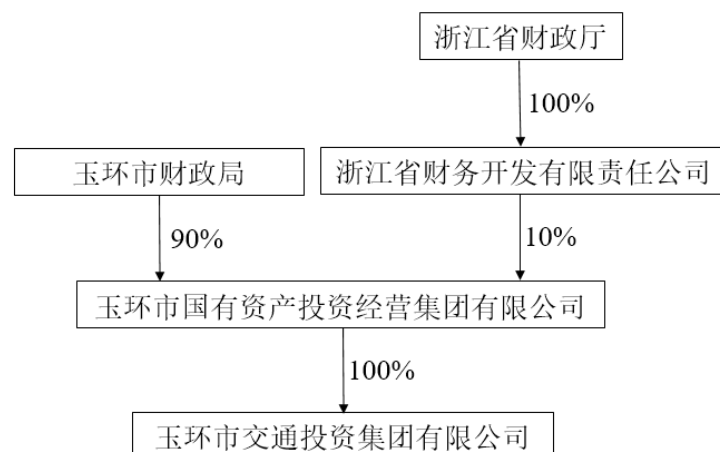 浙江省财政厅
100%
玉环市财政局
浙江省财务开发有限责任公司
90%
10%
玉环市国有资产投资经营集团有限公司
100%
玉环市交通投资集团有限公司